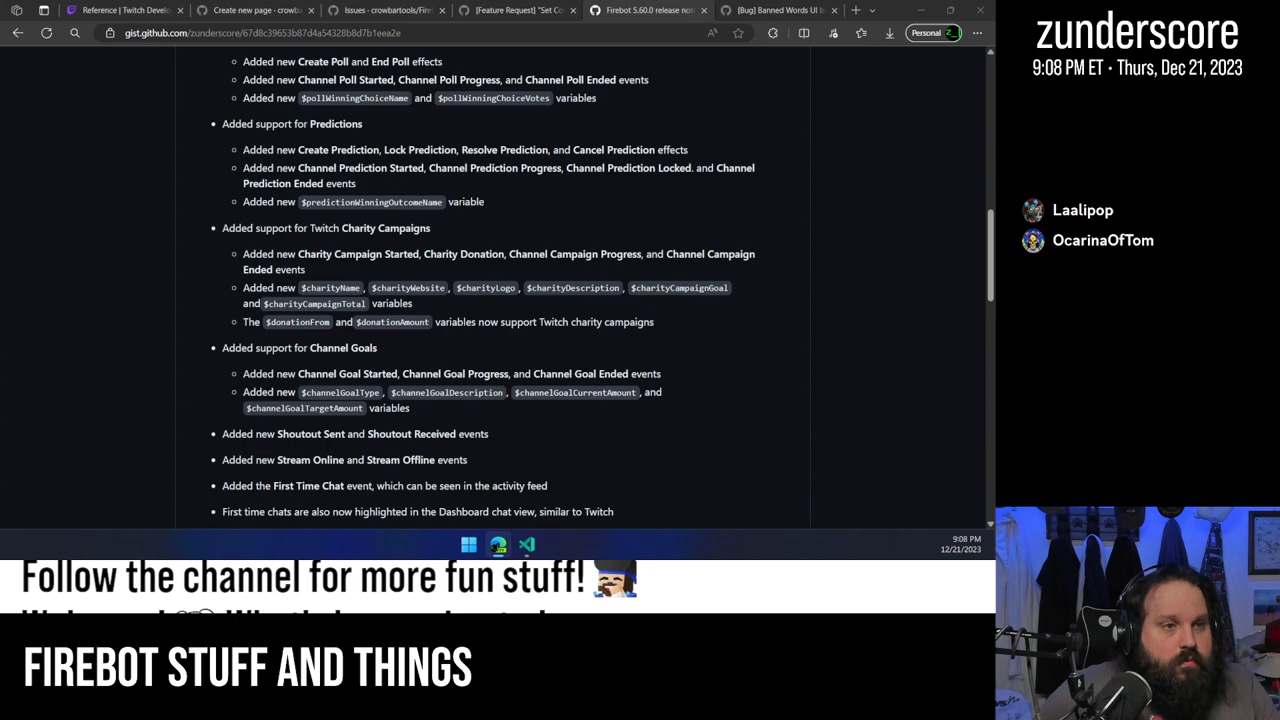 Reference | Twitch Develo
Create new page · crowba
Issues · crowbartools/Fire
[Feature Request] "Set Co
Firebot 5.60.0 release not
[Bug] Banned Words UI b
gist.github.com/zunderscore/67d8c39653b87d4a54328b8d7b1eea2e
Personal
Added new Create Poll and End Poll effects
Added new Channel Poll Started, Channel Poll Progress, and Channel Poll Ended events
Added new $pollWinningChoiceName and $pollWinningChoiceVotes variables
Added support for Predictions
Added new Create Prediction, Lock Prediction, Resolve Prediction, and Cancel Prediction effects
Added new Channel Prediction Started, Channel Prediction Progress, Channel Prediction Locked. and Channel
Prediction Ended events
Added new $predictionWinningOutcomeName variable
Added support for Twitch Charity Campaigns
Added new Charity Campaign Started, Charity Donation, Channel Campaign Progress, and Channel Campaign
Ended events
Added new $charityName, $charityWebsite, $charityLogo, $charityDescription, $charityCampaignGoal
and $charityCampaignTotal variables
The $donationFrom and $donationAmount variables now support Twitch charity campaigns
Added support for Channel Goals
Added new Channel Goal Started, Channel Goal Progress, and Channel Goal Ended events
Added new $channelGoalType, $channelGoalDescription, $channelGoalCurrentAmount, and
$channelGoalTargetAmount variables
Added new Shoutout Sent and Shoutout Received events
Added new Stream Online and Stream Offline events
Added the First Time Chat event, which can be seen in the activity feed
First time chats are also now highlighted in the Dashboard chat view, similar to Twitch
9:08 PM
12/21/2023
zunderscore
9:08 PM ET · Thurs, Dec 21, 2023
Laalipop
OcarinaOfTom
Follow the channel for more fun stuff!
FIREBOT STUFF AND THINGS